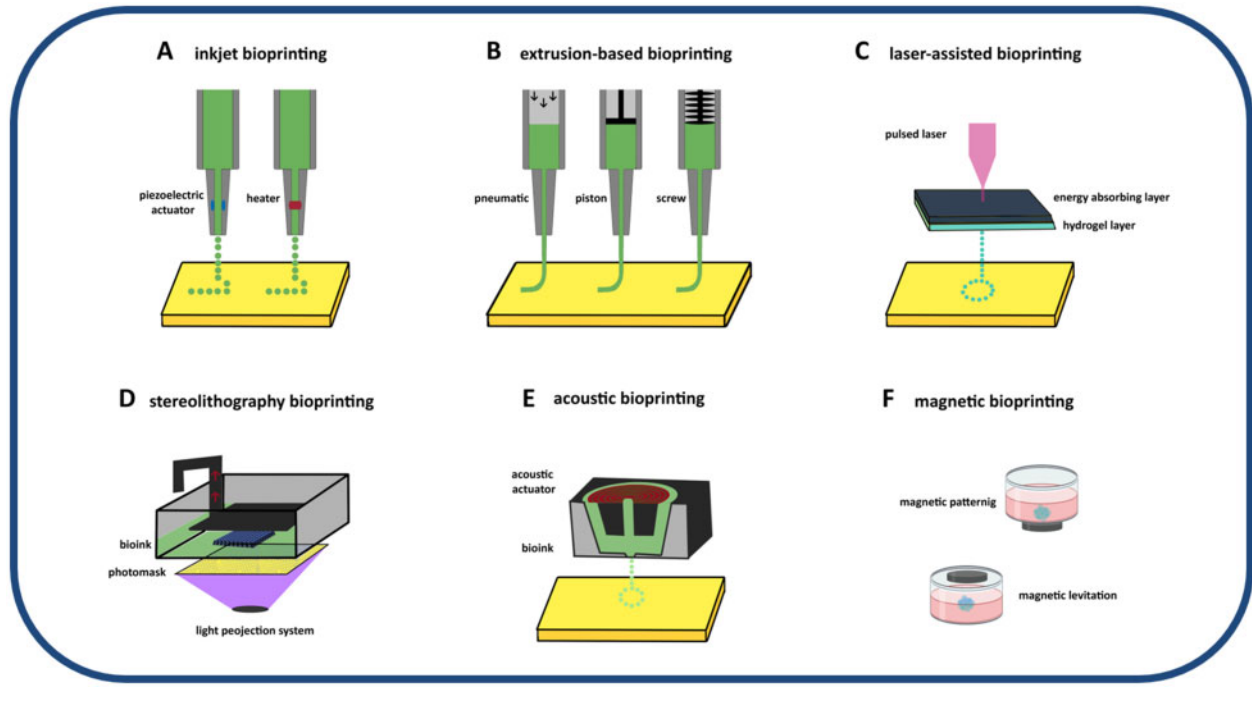 A inkjet bioprinting
piezoelectric
actuator
heater
B extrusion-based bioprinting
pneumatic
piston
screw
C laser-assisted bioprinting
pulsed laser
energy absorbing layer
hydrogel layer
D stereolithography bioprinting
bioink
photomask
light peojection system
E acoustic bioprinting
acoustic
actuator
bioink
F magnetic bioprinting
magnetic patternig
magnetic levitation